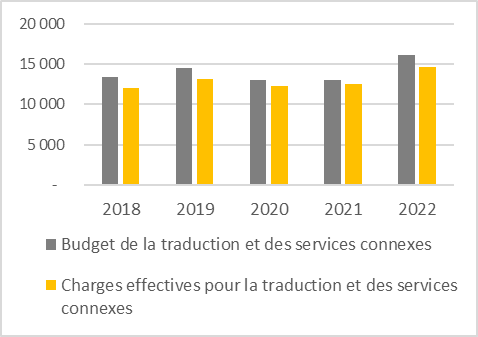 20 000
15 000
10 000
5 000
-
2018 2019 2020 2021 2022
Budget de la traduction et des services connexes
Charges effectives pour la traduction et des services
connexes